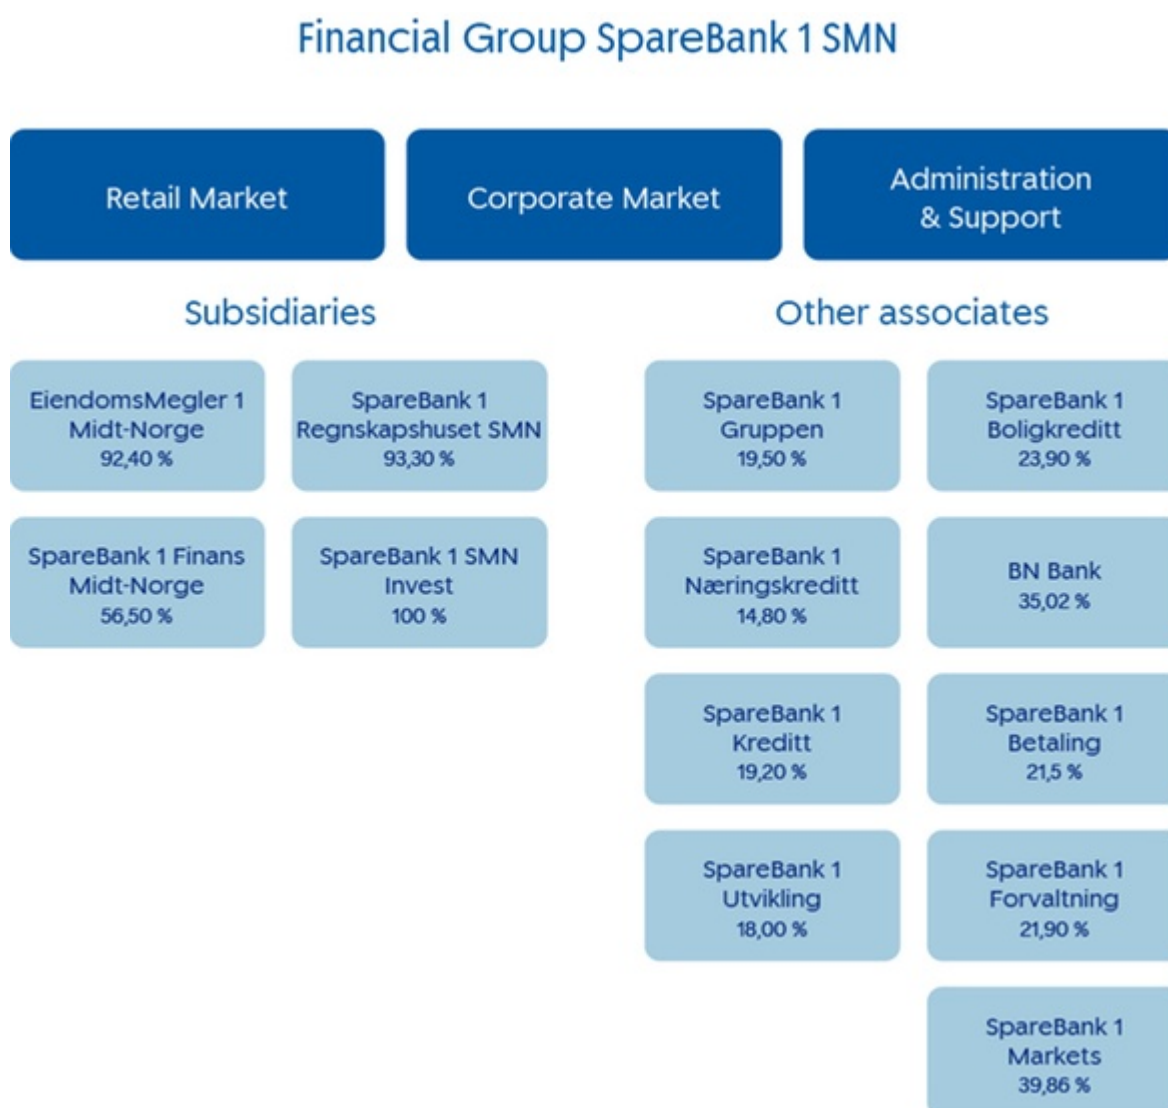 Financial Group SpareBank 1 SMN
Retail Market
Corporate Market
Administration
& Support
Subsidiaries
Other associates
EiendomsMegler 1
Midt-Norge
92,40 %
SpareBank 1
Regnskapshuset SMN
93,30 %
SpareBank 1
Gruppen
19,50 %
SpareBank 1
Boligkreditt
23,90 %
SpareBank 1 Finans
Midt-Norge
56,50 %
SpareBank 1 SMN
Invest
100 %
SpareBank 1
Næringskreditt
14,80 %
BN Bank
35,02 %
SpareBank 1
Kreditt
19,20 %
SpareBank 1
Betaling
21,5 %
SpareBank 1
Utvikling
18,00 %
SpareBank 1
Forvaltning
21,90 %
SpareBank 1
Markets
39,86 %